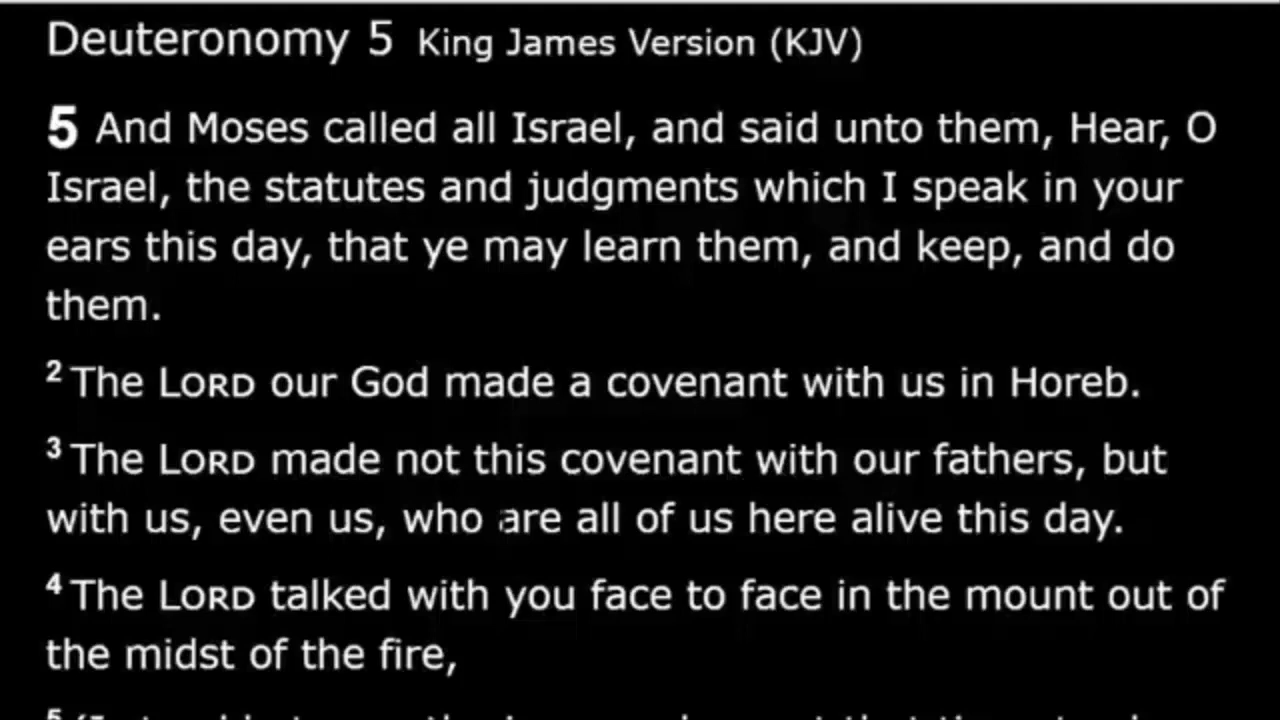 Deuteronomy 5 King James Version (KJV)
5 And Moses called all Israel, and said unto them, Hear, O
Israel, the statutes and judgments which I speak in your
ears this day, that ye may learn them, and keep, and do
them.
2 The LORD our God made a covenant with us in Horeb.
3 The LORD made not this covenant with our fathers, but
with us, even us, who are all of us here alive this day.
4 The LORD talked with you face to face in the mount out of
the midst of the fire,
5